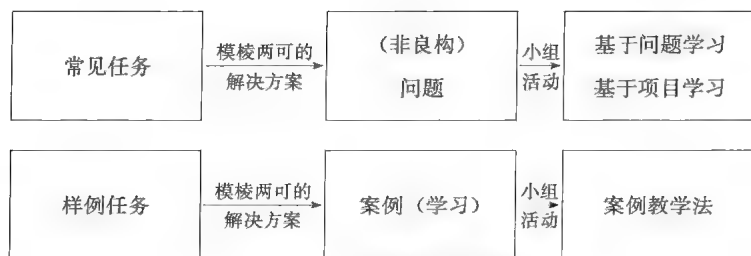 常见任务
模棱两可的
解决方案
（非良构）
问题
小组
活动
基于问题学习
基于项目学习
样例任务
模棱两可的
解决方案
案例（学习）
小组
活动
案例教学法